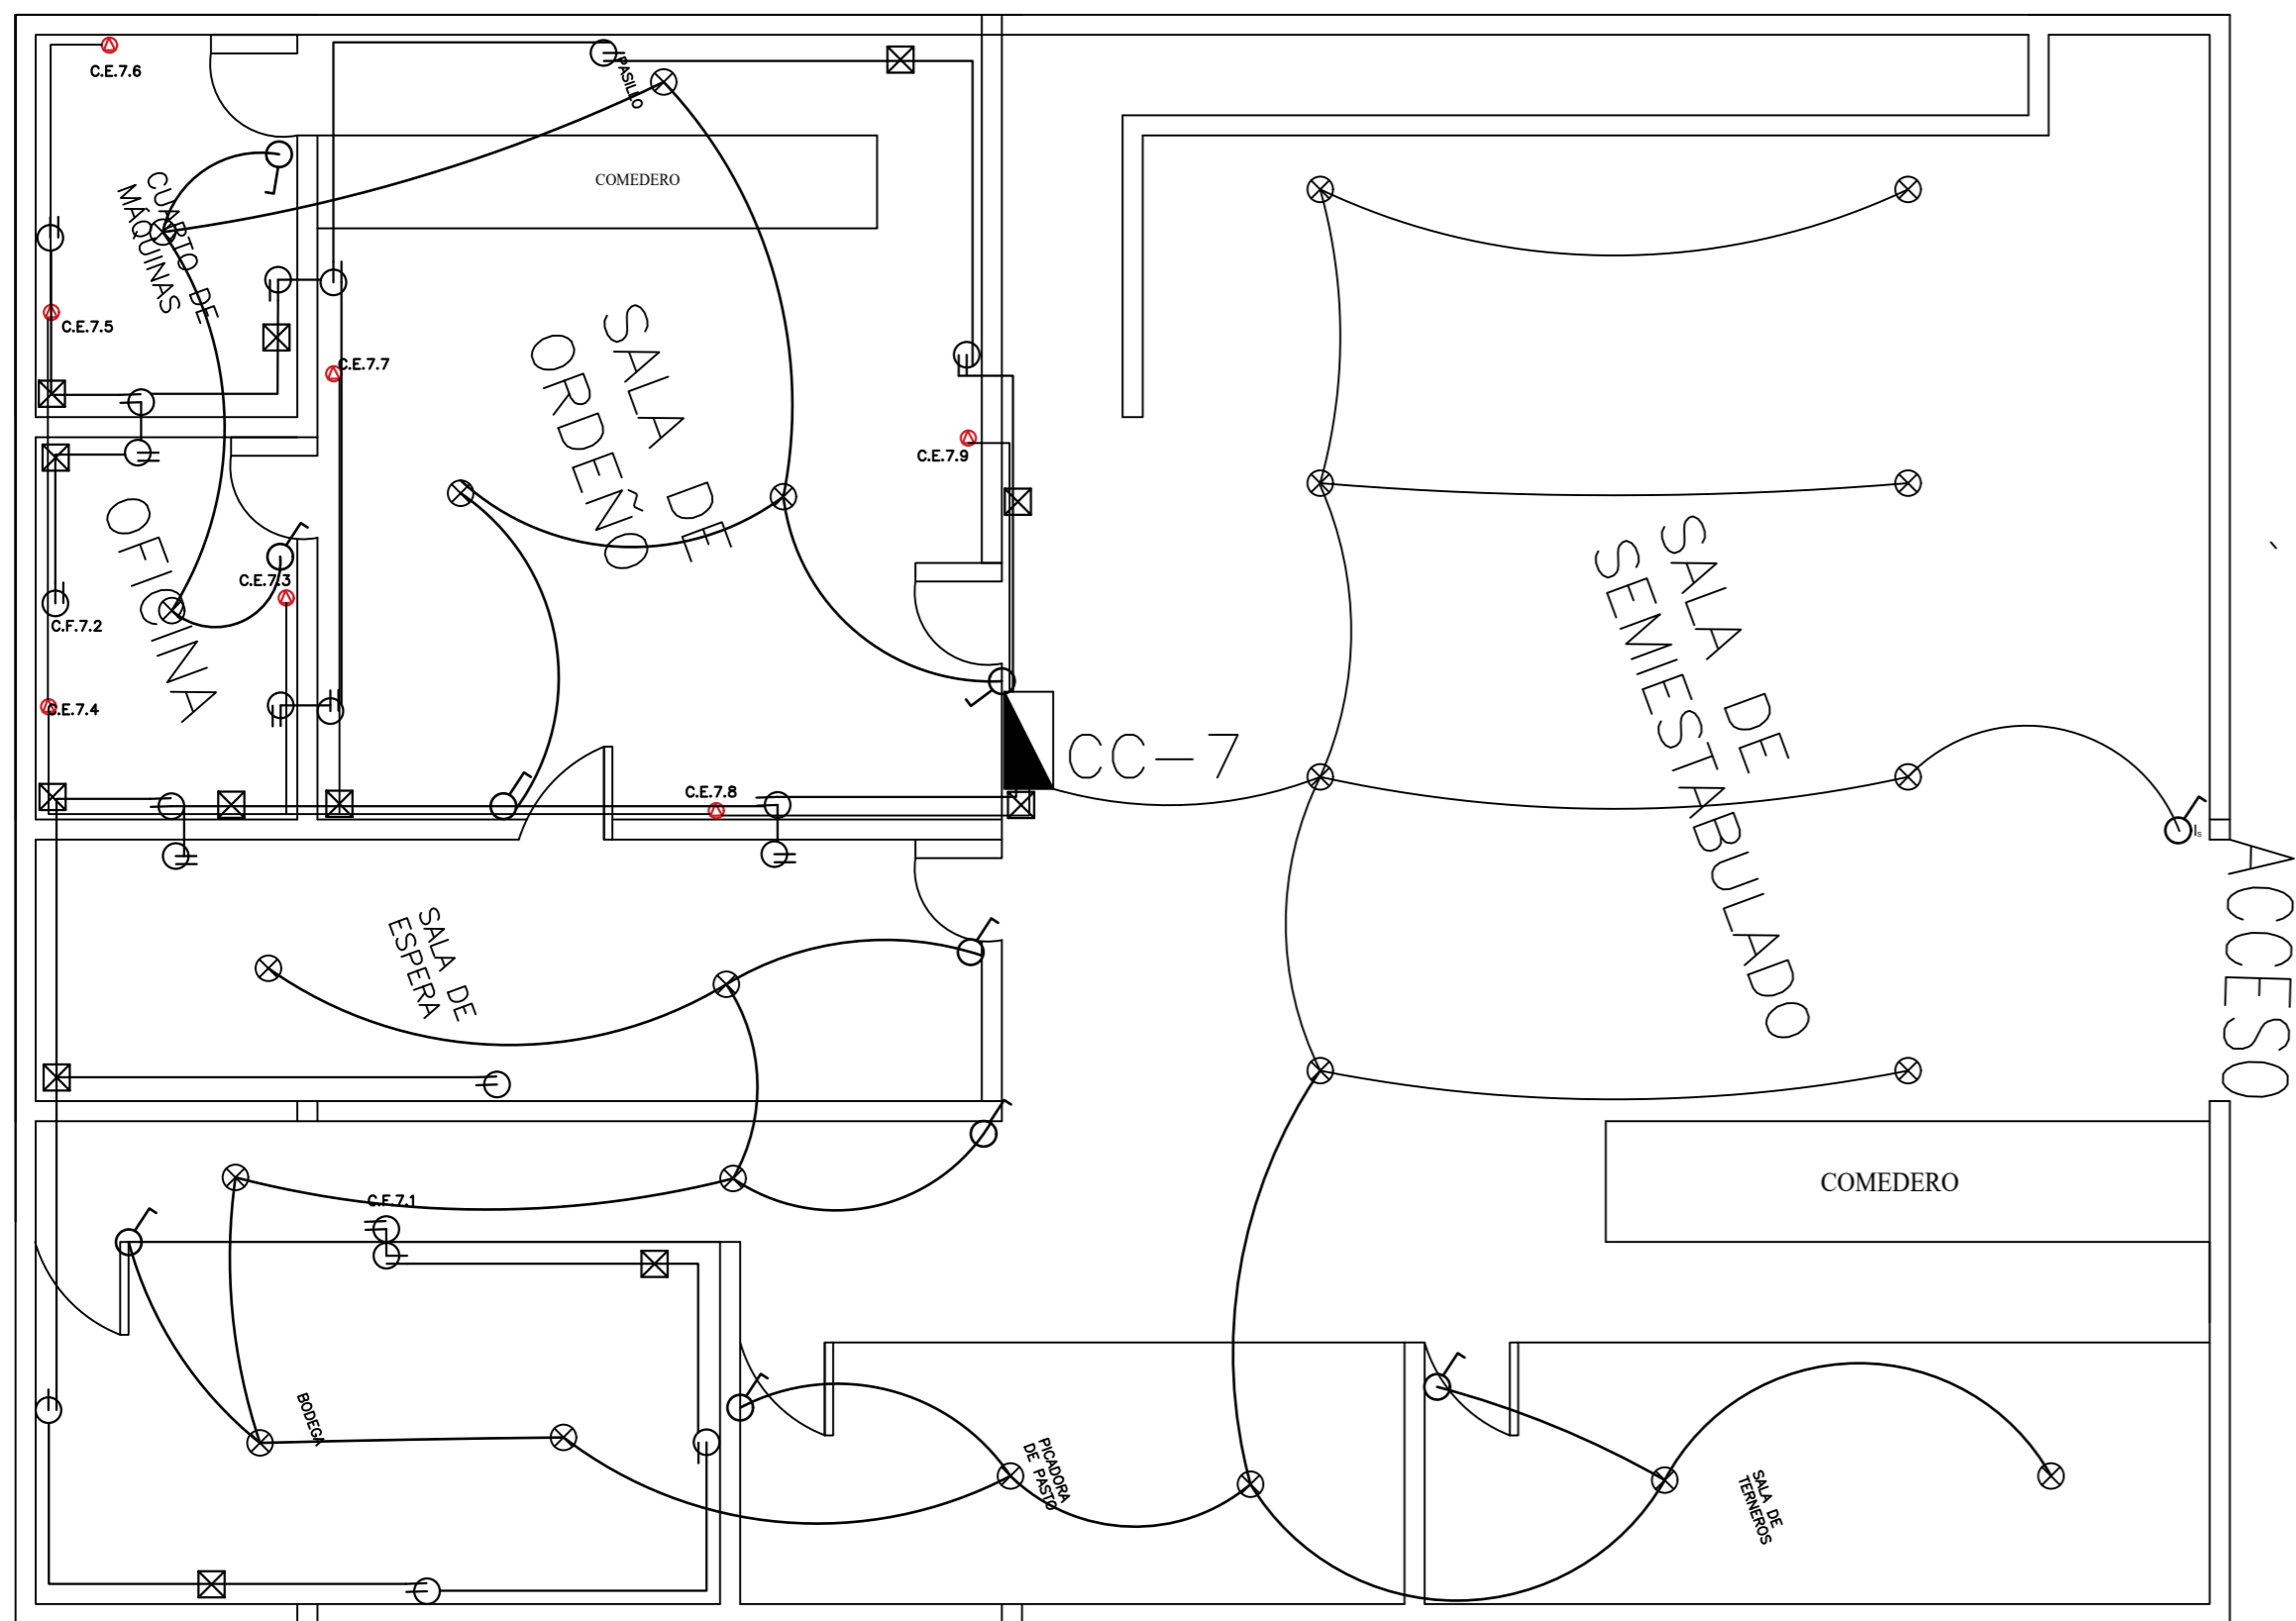 C.E.7.6
PASILLO
COMEDERO
CUARTO DE
MÁQUINAS
C.E.7.5
C.E.7.7
SALA DE
ORDEÑO
C.E.7.9
OFICINA
C.E.7.3
C.F.7.2
C.E.7.4
C.E.7.8
CC-7
SALA DE
SEMIESTABULADO
Is
ACCESO
SALA DE
ESPERA
C.F.7.1
COMEDERO
BODEGA
PICADORA
DE PASTO
SALA DE
TERNEROS